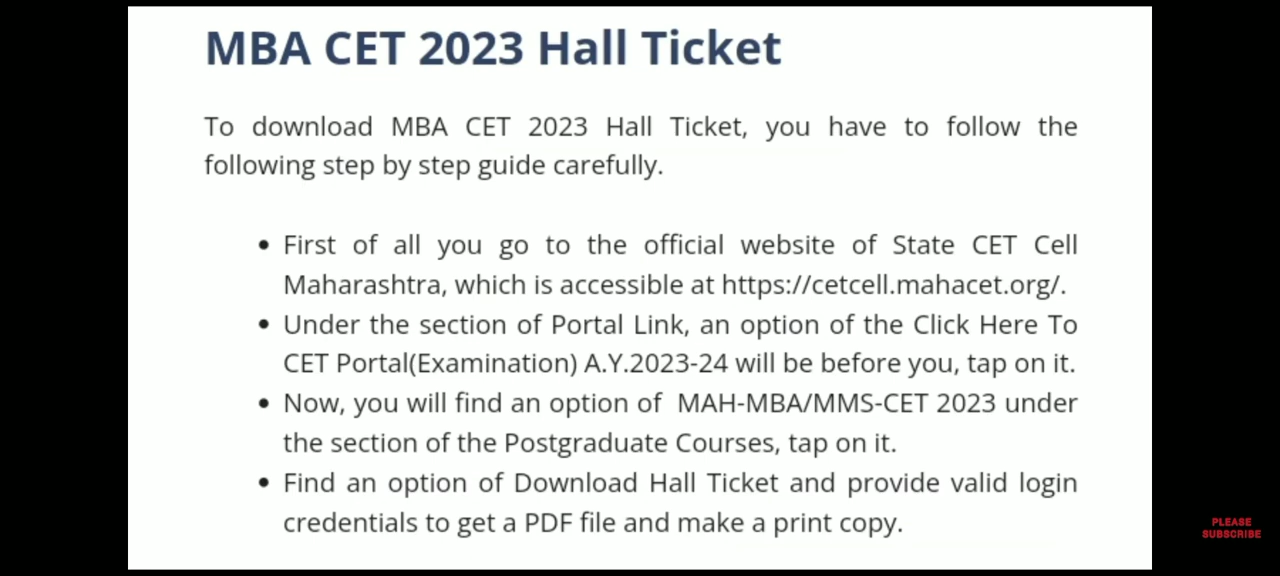 MBA CET 2023 Hall Ticket
To download MBA CET 2023 Hall Ticket, you have to follow the
following step by step guide carefully.
• First of all you go to the official website of State CET Cell
Maharashtra, which is accessible at https://cetcell.mahacet.org/.
• Under the section of Portal Link, an option of the Click Here To
CET Portal(Examination) A.Y.2023-24 will be before you, tap on it.
• Now, you will find an option of MAH-MBA/MMS-CET 2023 under
the section of the Postgraduate Courses, tap on it.
• Find an option of Download Hall Ticket and provide valid login
credentials to get a PDF file and make a print copy.
PLEASE
SUBSCRIBE